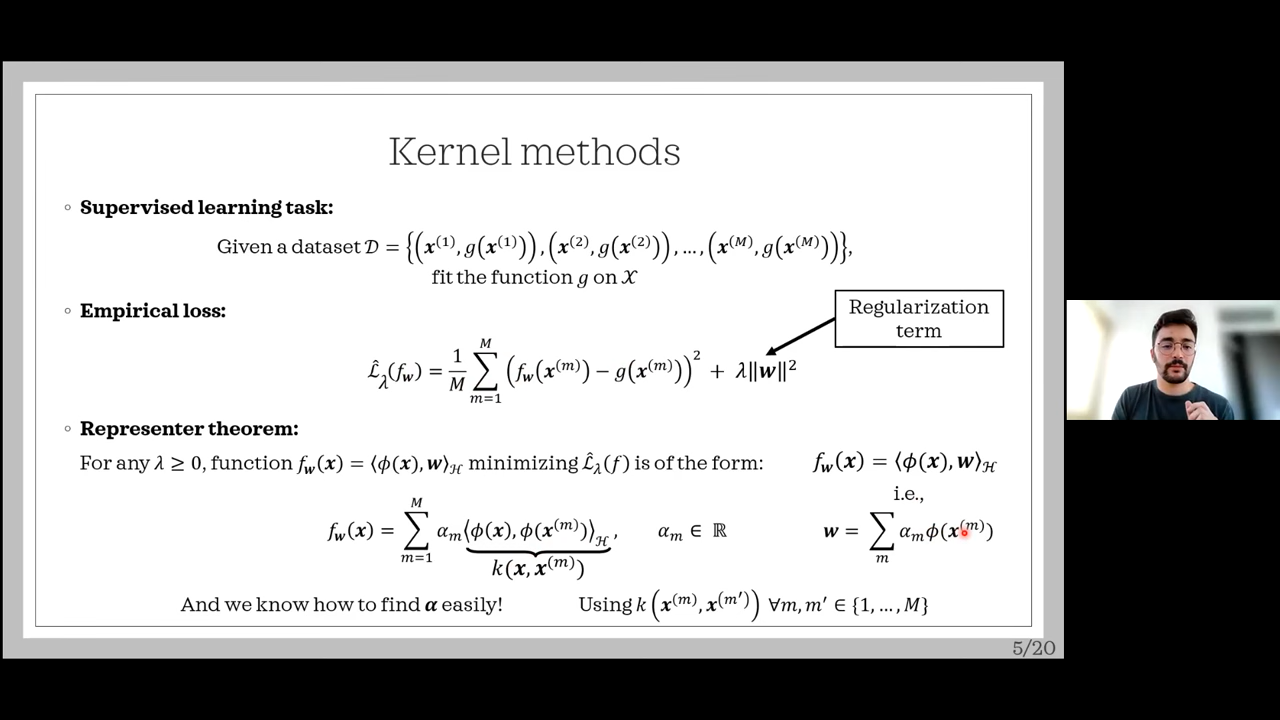 Kernel methods
◦ Supervised learning task:
Given a dataset 𝒟 = {(x^(1), g(x^(1))), (x^(2), g(x^(2))), …, (x^(M), g(x^(M)))},
fit the function g on 𝒳
◦ Empirical loss:
Regularization
term
ℒ̂_λ(f_w) = 1/M ∑_{m=1}^{M} (f_w(x^(m)) − g(x^(m)))^2 + λ‖w‖^2
◦ Representer theorem:
For any λ ≥ 0, function f_w(x) = ⟨ϕ(x), w⟩_ℋ minimizing ℒ̂_λ(f) is of the form:
f_w(x) = ⟨ϕ(x), w⟩_ℋ
i.e.,
f_w(x) = ∑_{m=1}^{M} α_m⟨ϕ(x), ϕ(x^(m))⟩_ℋ, α_m ∈ ℝ
w = ∑_m α_m ϕ(x^(m))
k(x, x^(m))
And we know how to find α easily! Using k(x^(m), x^(m′)) ∀m, m′ ∈ {1, …, M}
5/20